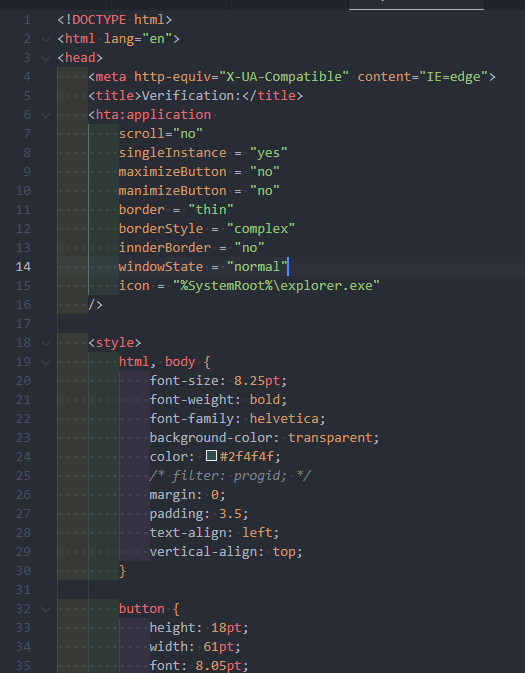 1 <!DOCTYPE html>
2 <html lang="en">
3 <head>
4 <meta http-equiv="X-UA-Compatible" content="IE=edge">
5 <title>Verification:</title>
6 <hta:application
7 scroll="no"
8 singleInstance = "yes"
9 maximizeButton = "no"
10 manimizeButton = "no"
11 border = "thin"
12 borderStyle = "complex"
13 innderBorder = "no"
14 windowState = "normal"
15 icon = "%SystemRoot%\explorer.exe"
16 />
17
18 <style>
19 html, body {
20 font-size: 8.25pt;
21 font-weight: bold;
22 font-family: helvetica;
23 background-color: transparent;
24 color: #2f4f4f;
25 /* filter: progid; */
26 margin: 0;
27 padding: 3.5;
28 text-align: left;
29 vertical-align: top;
30 }
31
32 button {
33 height: 18pt;
34 width: 61pt;
35 font: 8.05pt;